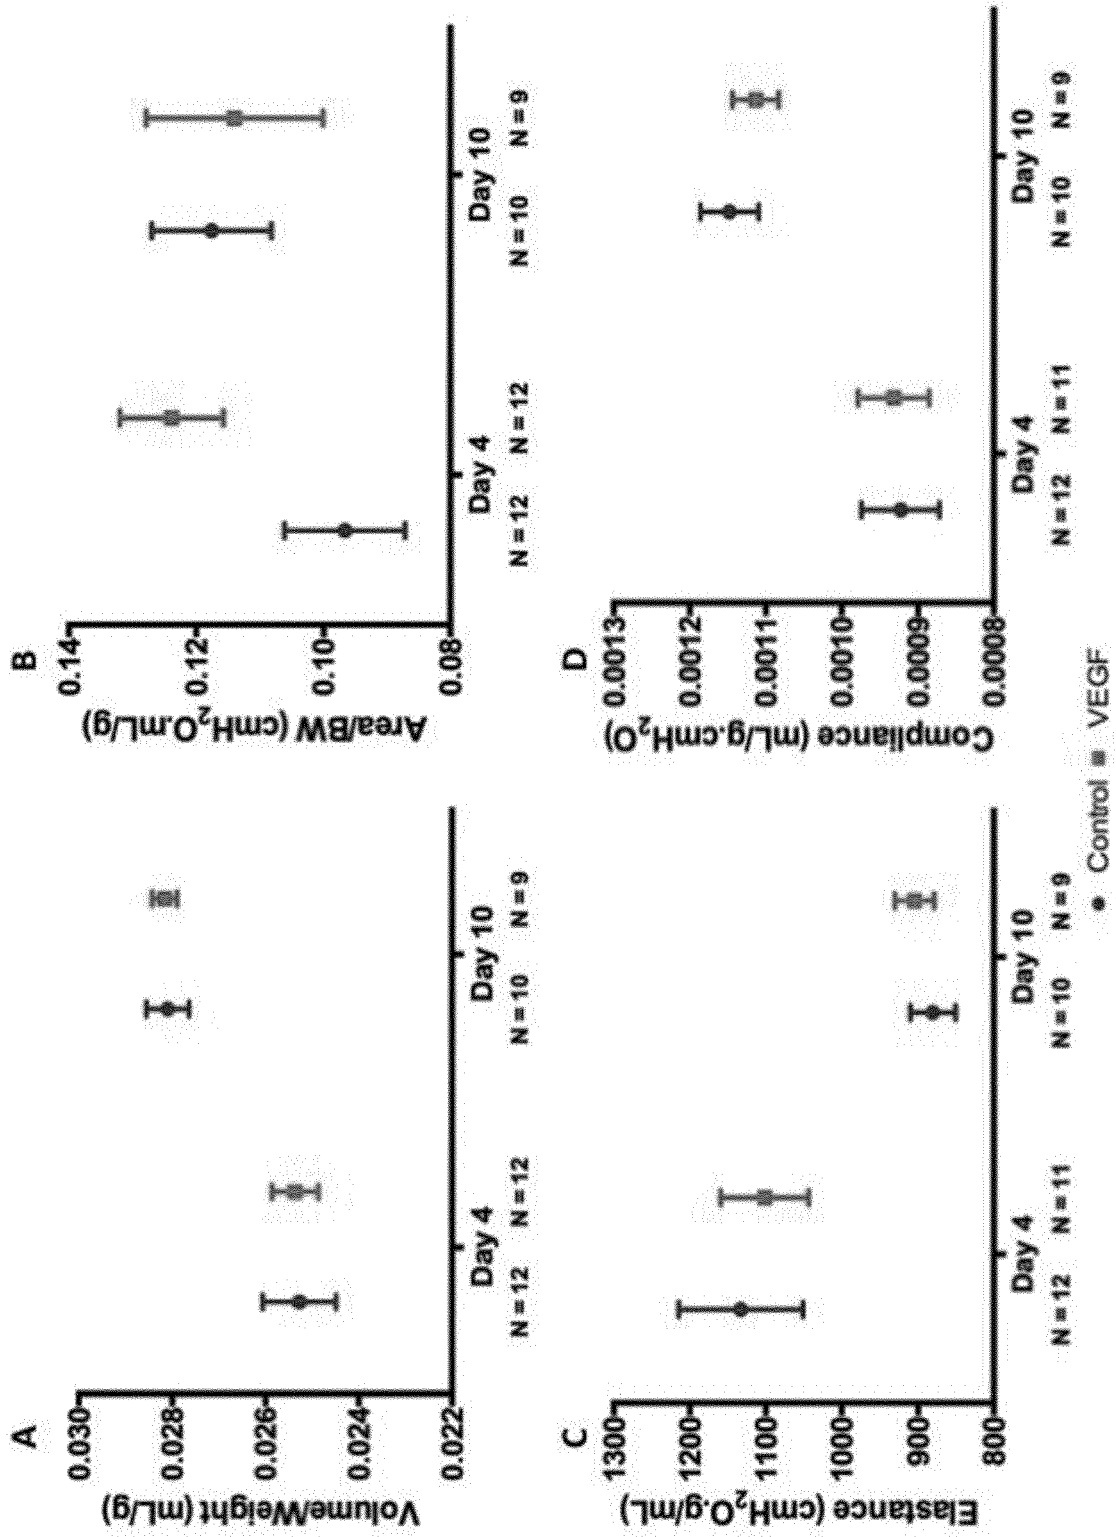 A
Volume/Weight (mL/g)
0.030
0.028
0.026
0.024
0.022
Day 4
Day 10
N = 12
N = 12
N = 10
N = 9
B
Area/BW (cmH₂O.mL/g)
0.14
0.12
0.10
0.08
Day 4
Day 10
N = 12
N = 12
N = 10
N = 9
C
Elastance (cmH₂O.g/mL)
1300
1200
1100
1000
900
800
Day 4
Day 10
N = 12
N = 11
N = 10
N = 9
D
Compliance (mL/g.cmH₂O)
0.0013
0.0012
0.0011
0.0010
0.0009
0.0008
Day 4
Day 10
N = 12
N = 11
N = 10
N = 9
Control VEGF